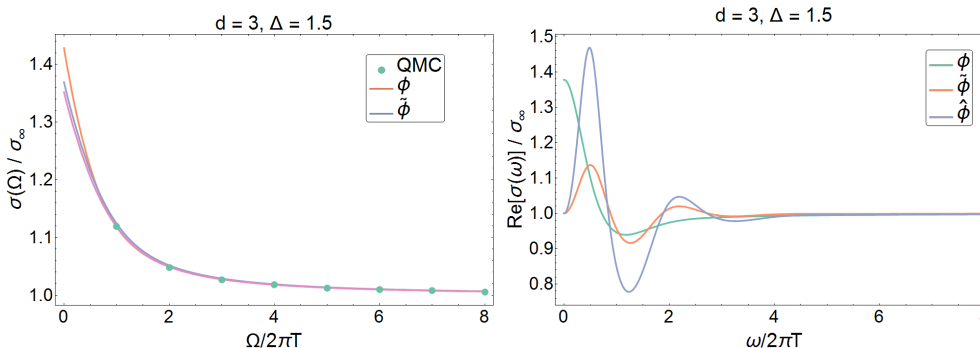 d = 3, Δ = 1.5
σ(Ω) / σ∞
1.4
1.3
1.2
1.1
1.0
QMC
ϕ
ϕ̃
0
2
4
6
8
Ω/2πT
d = 3, Δ = 1.5
Re[σ(ω)] / σ∞
1.5
1.4
1.3
1.2
1.1
1.0
0.9
0.8
ϕ
ϕ̃
ϕ̂
0
2
4
6
ω/2πT